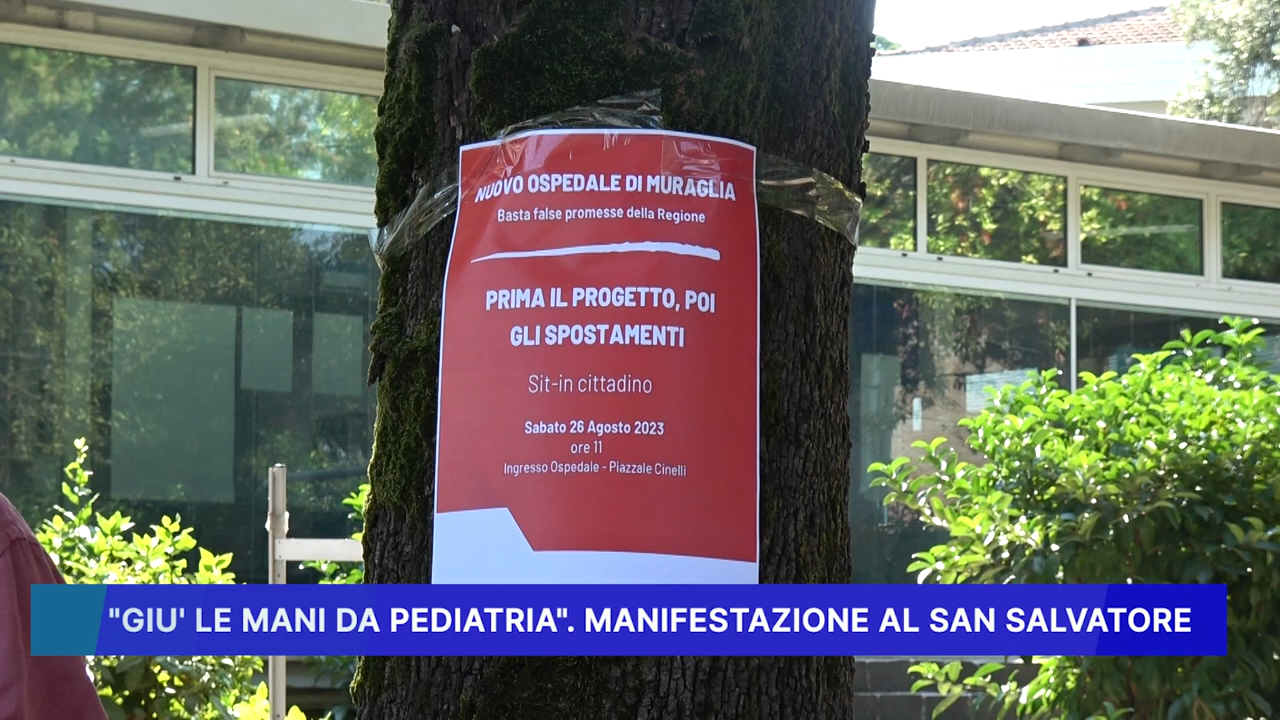 NUOVO OSPEDALE DI MURAGLIA
Basta false promesse della Regione
PRIMA IL PROGETTO, POI
GLI SPOSTAMENTI
Sit-in cittadino
Sabato 26 Agosto 2023
ore 11
Ingresso Ospedale - Piazzale Cinelli
"GIU' LE MANI DA PEDIATRIA". MANIFESTAZIONE AL SAN SALVATORE